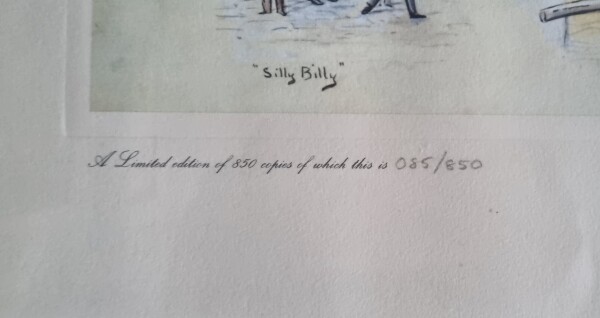 "Silly Billy"
A Limited edition of 850 copies of which this is 085/850